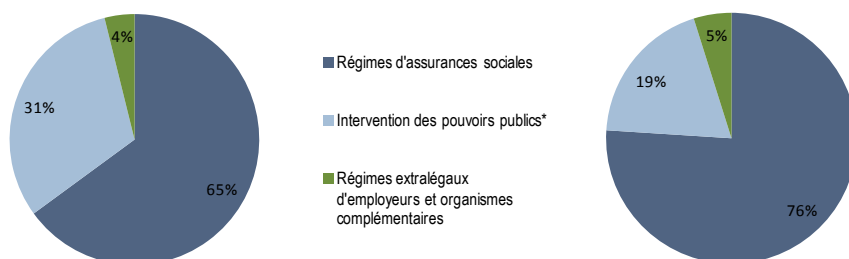 4%
31%
65%
Régimes d'assurances sociales
Intervention des pouvoirs publics*
Régimes extralégaux
d'employeurs et organismes
complémentaires
5%
19%
76%